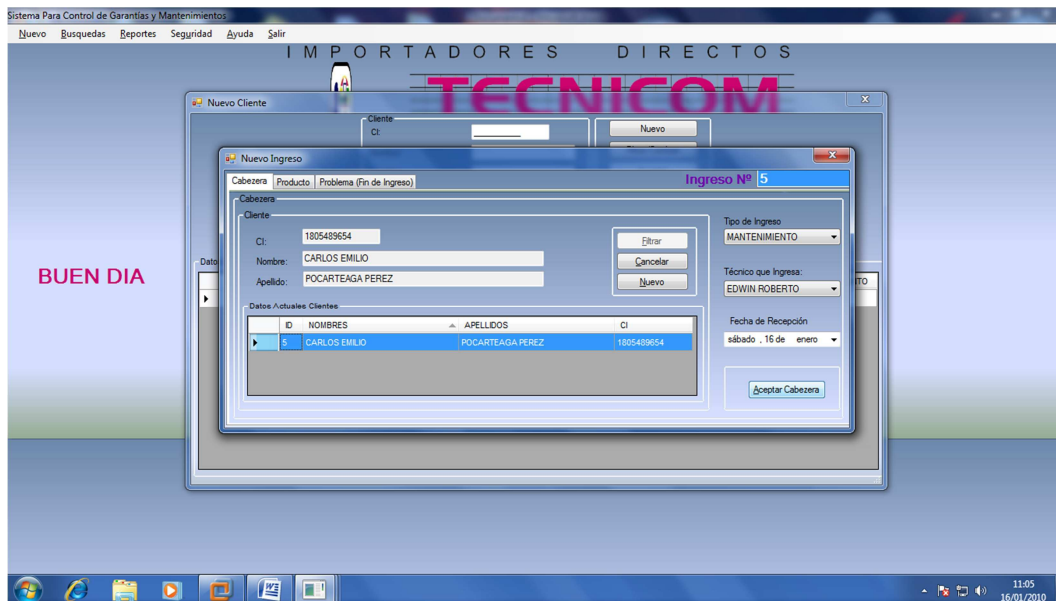 Sistema Para Control de Garantías y Mantenimientos
Nuevo Busquedas Reportes Seguridad Ayuda Salir
IMPORTADORES DIRECTOS
TECNICOM
Nuevo Cliente
Cliente
CI:
Nuevo
Nuevo Ingreso
Cabezera Producto Problema (Fin de Ingreso)
Ingreso Nº 5
Cabezera
Cliente
CI: 1805489654
Nombre: CARLOS EMILIO
Apellido: POCARTEAGA PEREZ
Filtrar
Cancelar
Nuevo
Tipo de Ingreso
MANTENIMIENTO
Técnico que Ingresa:
EDWIN ROBERTO
Fecha de Recepción
sábado , 16 de enero
Aceptar Cabezera
Datos Actuales Clientes
ID NOMBRES APELLIDOS CI
5 CARLOS EMILIO POCARTEAGA PEREZ 1805489654
BUEN DIA
11:05
16/01/2010